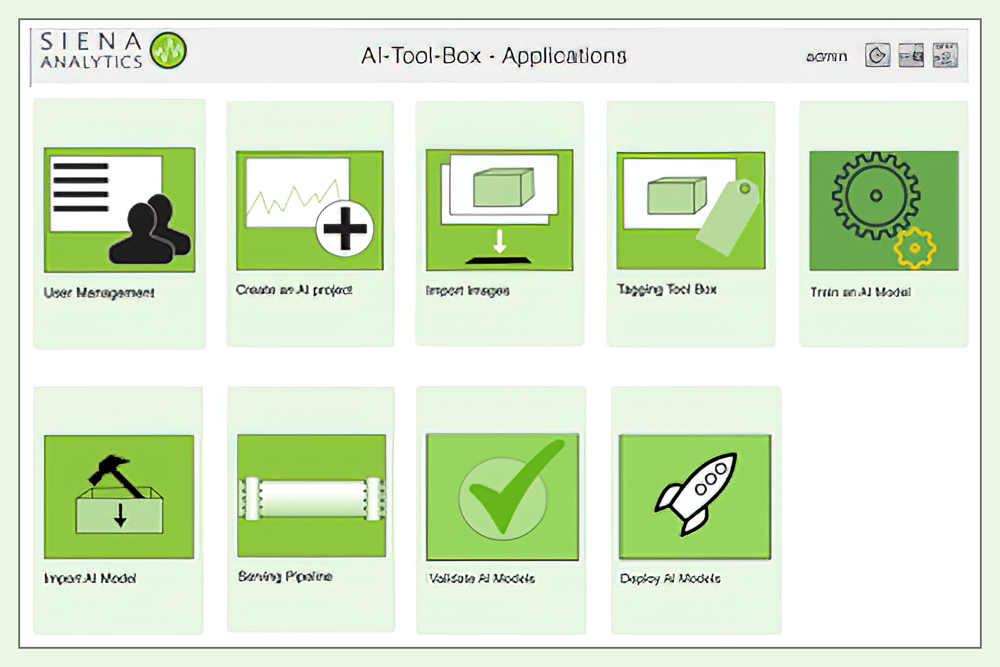 SIENA
ANALYTICS
AI-Tool-Box - Applications
admin
User Management
Create an AI project
Import Images
Tagging Tool Box
Train an AI Model
Import AI Model
Serving Pipeline
Validate AI Models
Deploy AI Models